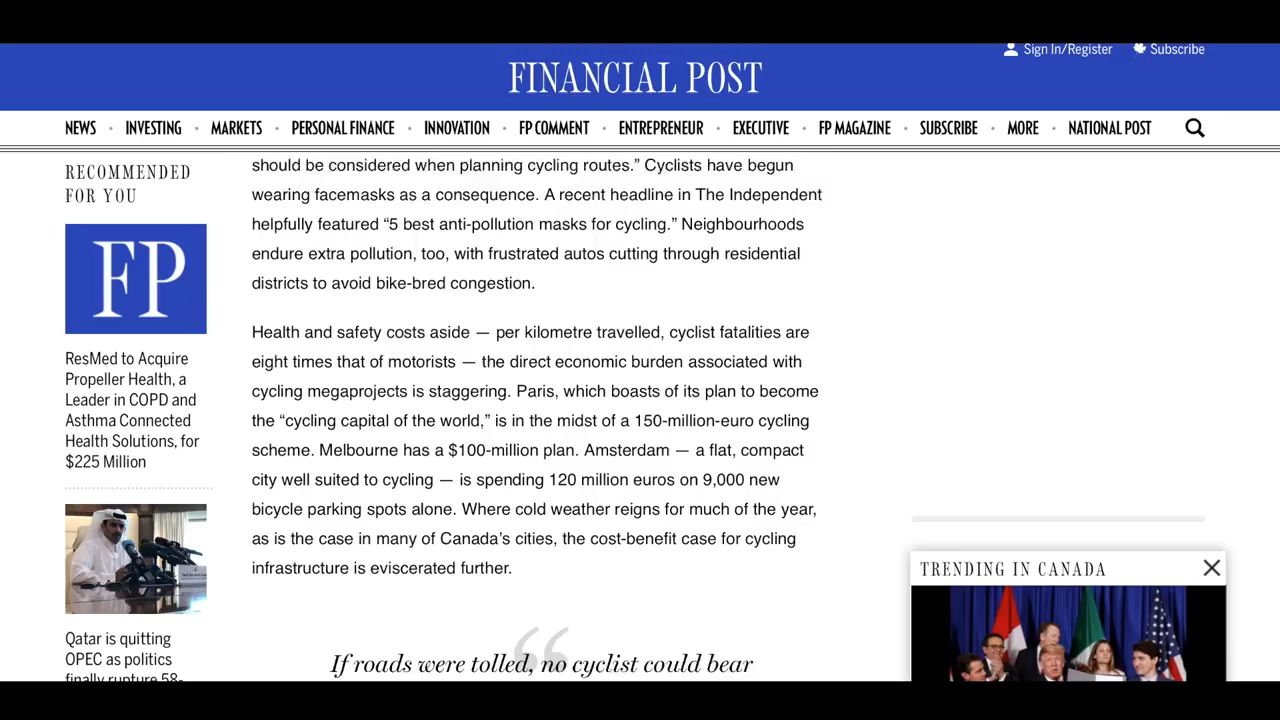 Sign In/Register
Subscribe
FINANCIAL POST
NEWS • INVESTING • MARKETS • PERSONAL FINANCE • INNOVATION • FP COMMENT • ENTREPRENEUR • EXECUTIVE • FP MAGAZINE • SUBSCRIBE • MORE • NATIONAL POST
RECOMMENDED
FOR YOU
FP
ResMed to Acquire
Propeller Health, a
Leader in COPD and
Asthma Connected
Health Solutions, for
$225 Million
Qatar is quitting
OPEC as politics
finally rupture 58-
should be considered when planning cycling routes.” Cyclists have begun
wearing facemasks as a consequence. A recent headline in The Independent
helpfully featured “5 best anti-pollution masks for cycling.” Neighbourhoods
endure extra pollution, too, with frustrated autos cutting through residential
districts to avoid bike-bred congestion.
Health and safety costs aside — per kilometre travelled, cyclist fatalities are
eight times that of motorists — the direct economic burden associated with
cycling megaprojects is staggering. Paris, which boasts of its plan to become
the “cycling capital of the world,” is in the midst of a 150-million-euro cycling
scheme. Melbourne has a $100-million plan. Amsterdam — a flat, compact
city well suited to cycling — is spending 120 million euros on 9,000 new
bicycle parking spots alone. Where cold weather reigns for much of the year,
as is the case in many of Canada’s cities, the cost-benefit case for cycling
infrastructure is eviscerated further.
“
If roads were tolled, no cyclist could bear
TRENDING IN CANADA